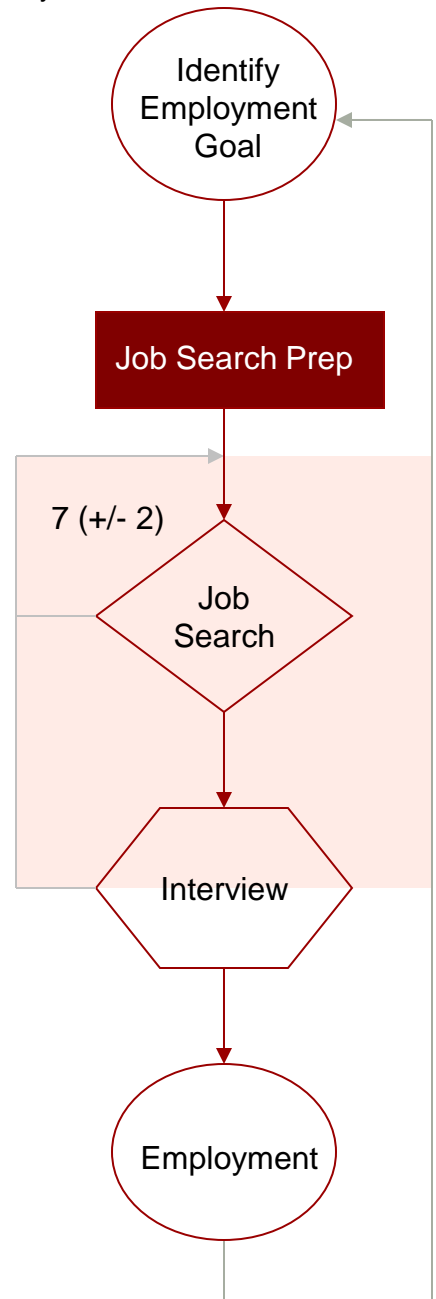 Identify
Employment
Goal
Job Search Prep
7 (+/- 2)
Job
Search
Interview
Employment